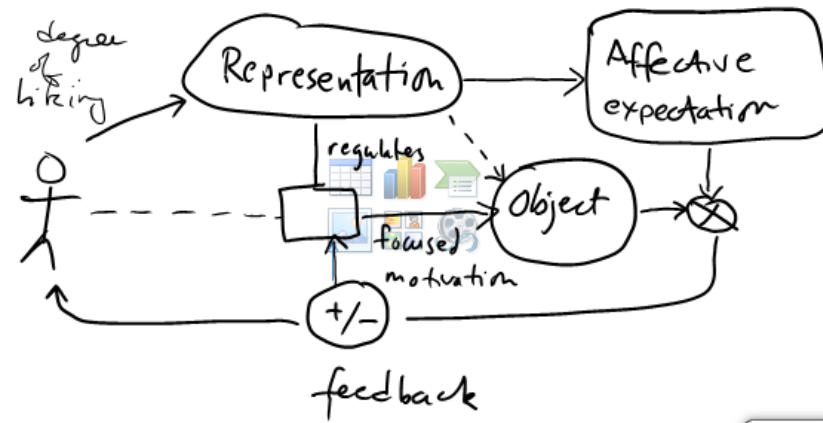 degree
of
liking
Representation
Affective
expectation
regulates
Object
focused
motivation
+/-
feedback